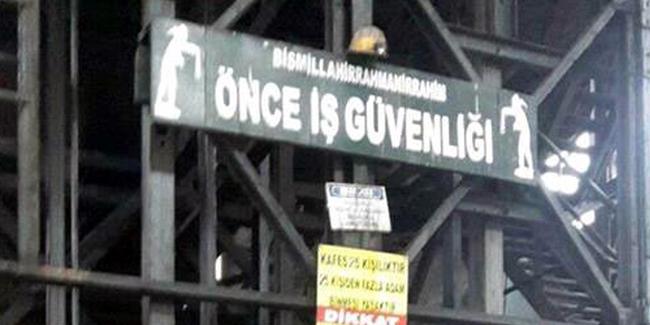 BİSMİLLAHİRRAHMANİRRAHİM
ÖNCE İŞ GÜVENLİĞİ
KAFES 25 KİŞİLİKTİR
25 KİŞİDEN FAZLA ADAM
BİNMESİ YASAKTIR
DİKKAT